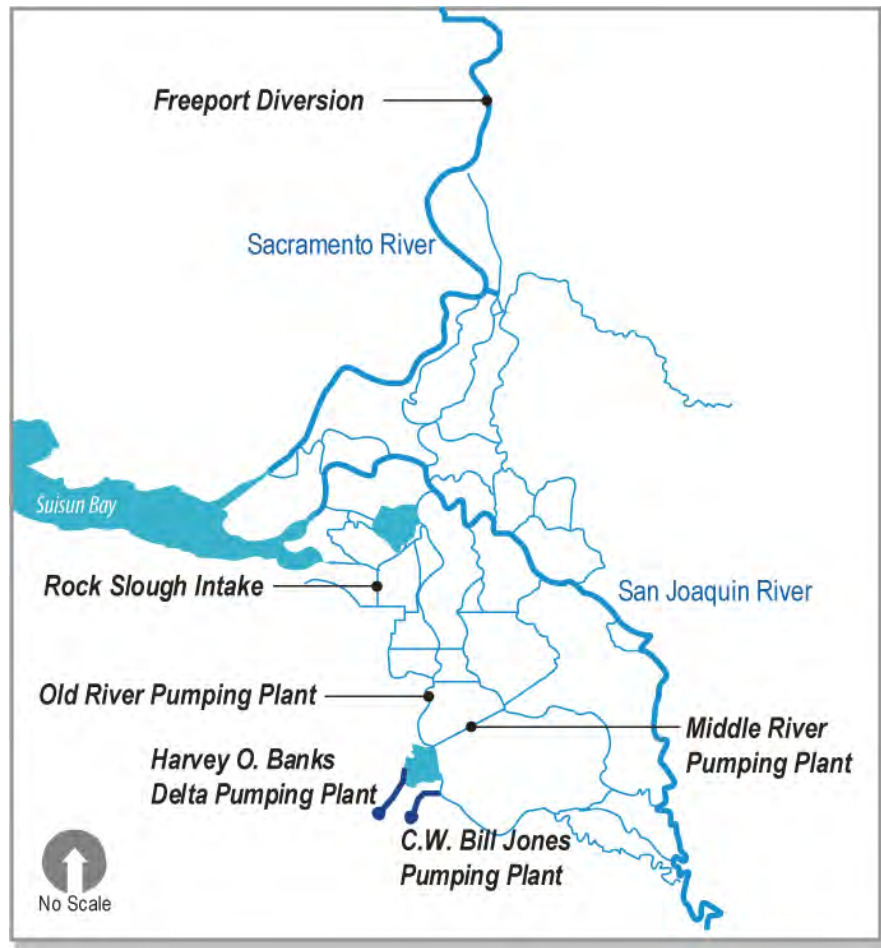 Freeport Diversion
Sacramento River
Suisun Bay
Rock Slough Intake
San Joaquin River
Old River Pumping Plant
Middle River
Pumping Plant
Harvey O. Banks
Delta Pumping Plant
C.W. Bill Jones
Pumping Plant
No Scale